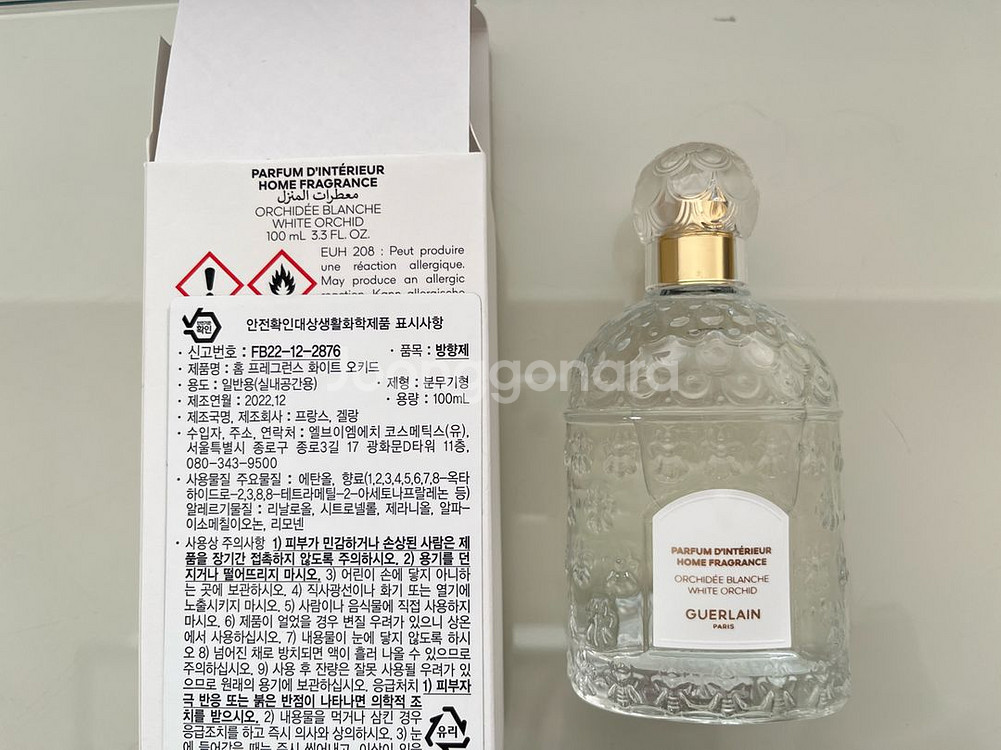 PARFUM D'INTÉRIEUR
HOME FRAGRANCE
معطرات المنزل
ORCHIDÉE BLANCHE
WHITE ORCHID
100 mL 3.3 FL. OZ.
EUH 208 : Peut produire
une réaction allergique.
May produce an allergic
안전확인대상생활화학제품 표시사항
확인
· 신고번호 : FB22-12-2876 · 품목 : 방향제
· 제품명 : 홈 프레그런스 화이트 오키드
· 용도 : 일반용(실내공간용) · 제형 : 분무기형
· 제조연월 : 2022.12 · 용량 : 100mL
· 제조국명, 제조회사 : 프랑스, 겔랑
· 수입자, 주소, 연락처 : 엘브이엠에치 코스메틱스(유),
서울특별시 종로구 종로3길 17 광화문D타워 11층,
080-343-9500
· 사용물질 주요물질 : 에탄올, 향료(1,2,3,4,5,6,7,8-옥타
하이드로-2,3,8,8-테트라메틸-2-아세토나프랄레논 등)
알레르기물질 : 리날로올, 시트로넬롤, 제라니올, 알파-
이소메칠이오논, 리모넨
· 사용상 주의사항 1) 피부가 민감하거나 손상된 사람은 제
품을 장기간 접촉하지 않도록 주의하시오. 2) 용기를 던
지거나 떨어뜨리지 마시오. 3) 어린이 손에 닿지 아니하
는 곳에 보관하시오. 4) 직사광선이나 화기 또는 열기에
노출시키지 마시오. 5) 사람이나 음식물에 직접 사용하지
마시오. 6) 제품이 얼었을 경우 변질 우려가 있으니 상온
에서 사용하십시오. 7) 내용물이 눈에 닿지 않도록 하시
오 8) 넘어진 채로 방치되면 액이 흘러 나올 수 있으므로
주의하십시오. 9) 사용 후 잔량은 잘못 사용될 우려가 있
으므로 원래의 용기에 보관하십시오. 응급처치 1) 피부자
극 반응 또는 붉은 반점이 나타나면 의학적 조
치를 받으시오. 2) 내용물을 먹거나 삼킨 경우
응급조치를 하고 즉시 의사와 상의하시오. 3) 눈
에 들어갔을 때는 즉시 씻어내고, 이상이 있을
유리
joonggonara
PARFUM D'INTÉRIEUR
HOME FRAGRANCE
ORCHIDÉE BLANCHE
WHITE ORCHID
GUERLAIN
PARIS